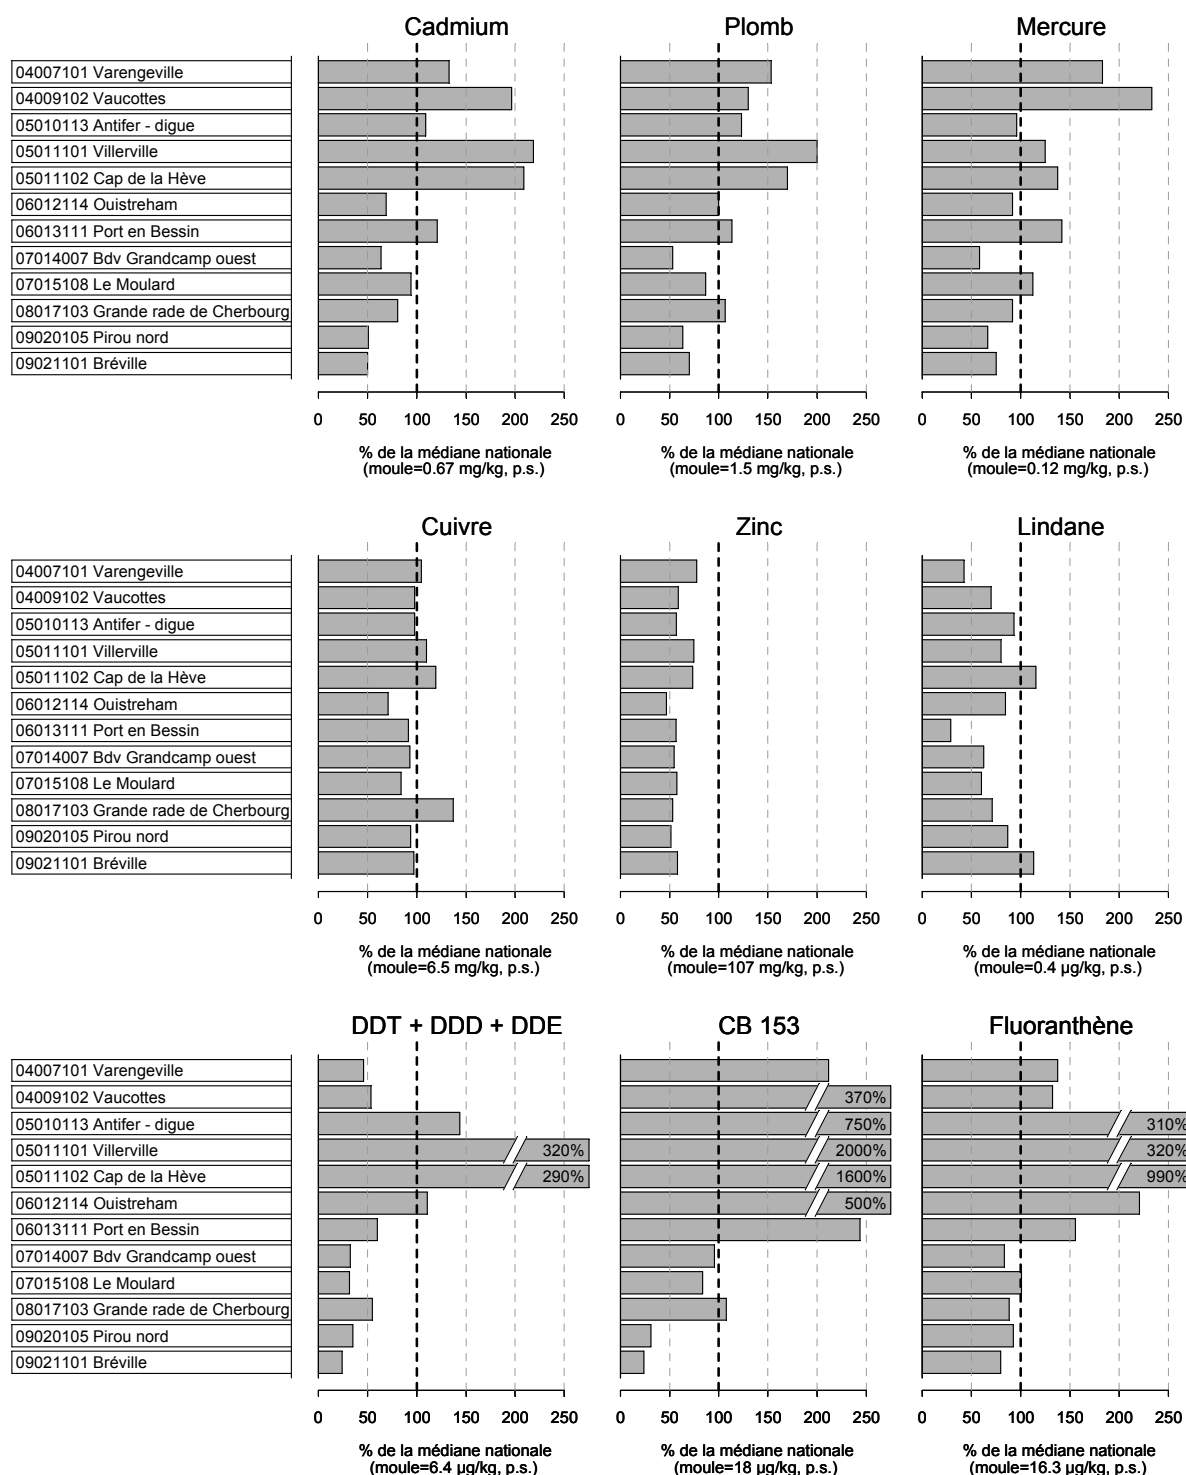 Cadmium Plomb Mercure
04007101 Varengeville
04009102 Vaucottes
05010113 Antifer - digue
05011101 Villerville
05011102 Cap de la Hève
06012114 Ouistreham
06013111 Port en Bessin
07014007 Bdv Grandcamp ouest
07015108 Le Moulard
08017103 Grande rade de Cherbourg
09020105 Pirou nord
09021101 Bréville
0 50 100 150 200 250 0 50 100 150 200 250 0 50 100 150 200 250
% de la médiane nationale % de la médiane nationale % de la médiane nationale
(moule=0.67 mg/kg, p.s.) (moule=1.5 mg/kg, p.s.) (moule=0.12 mg/kg, p.s.)
Cuivre Zinc Lindane
04007101 Varengeville
04009102 Vaucottes
05010113 Antifer - digue
05011101 Villerville
05011102 Cap de la Hève
06012114 Ouistreham
06013111 Port en Bessin
07014007 Bdv Grandcamp ouest
07015108 Le Moulard
08017103 Grande rade de Cherbourg
09020105 Pirou nord
09021101 Bréville
0 50 100 150 200 250 0 50 100 150 200 250 0 50 100 150 200 250
% de la médiane nationale % de la médiane nationale % de la médiane nationale
(moule=6.5 mg/kg, p.s.) (moule=107 mg/kg, p.s.) (moule=0.4 µg/kg, p.s.)
DDT + DDD + DDE CB 153 Fluoranthène
04007101 Varengeville
04009102 Vaucottes 370%
05010113 Antifer - digue 750% 310%
05011101 Villerville 320% 2000% 320%
05011102 Cap de la Hève 290% 1600% 990%
06012114 Ouistreham 500%
06013111 Port en Bessin
07014007 Bdv Grandcamp ouest
07015108 Le Moulard
08017103 Grande rade de Cherbourg
09020105 Pirou nord
09021101 Bréville
0 50 100 150 200 250 0 50 100 150 200 250 0 50 100 150 200 250
% de la médiane nationale % de la médiane nationale % de la médiane nationale
(moule=6.4 µg/kg, p.s.) (moule=18 µg/kg, p.s.) (moule=16.3 µg/kg, p.s.)